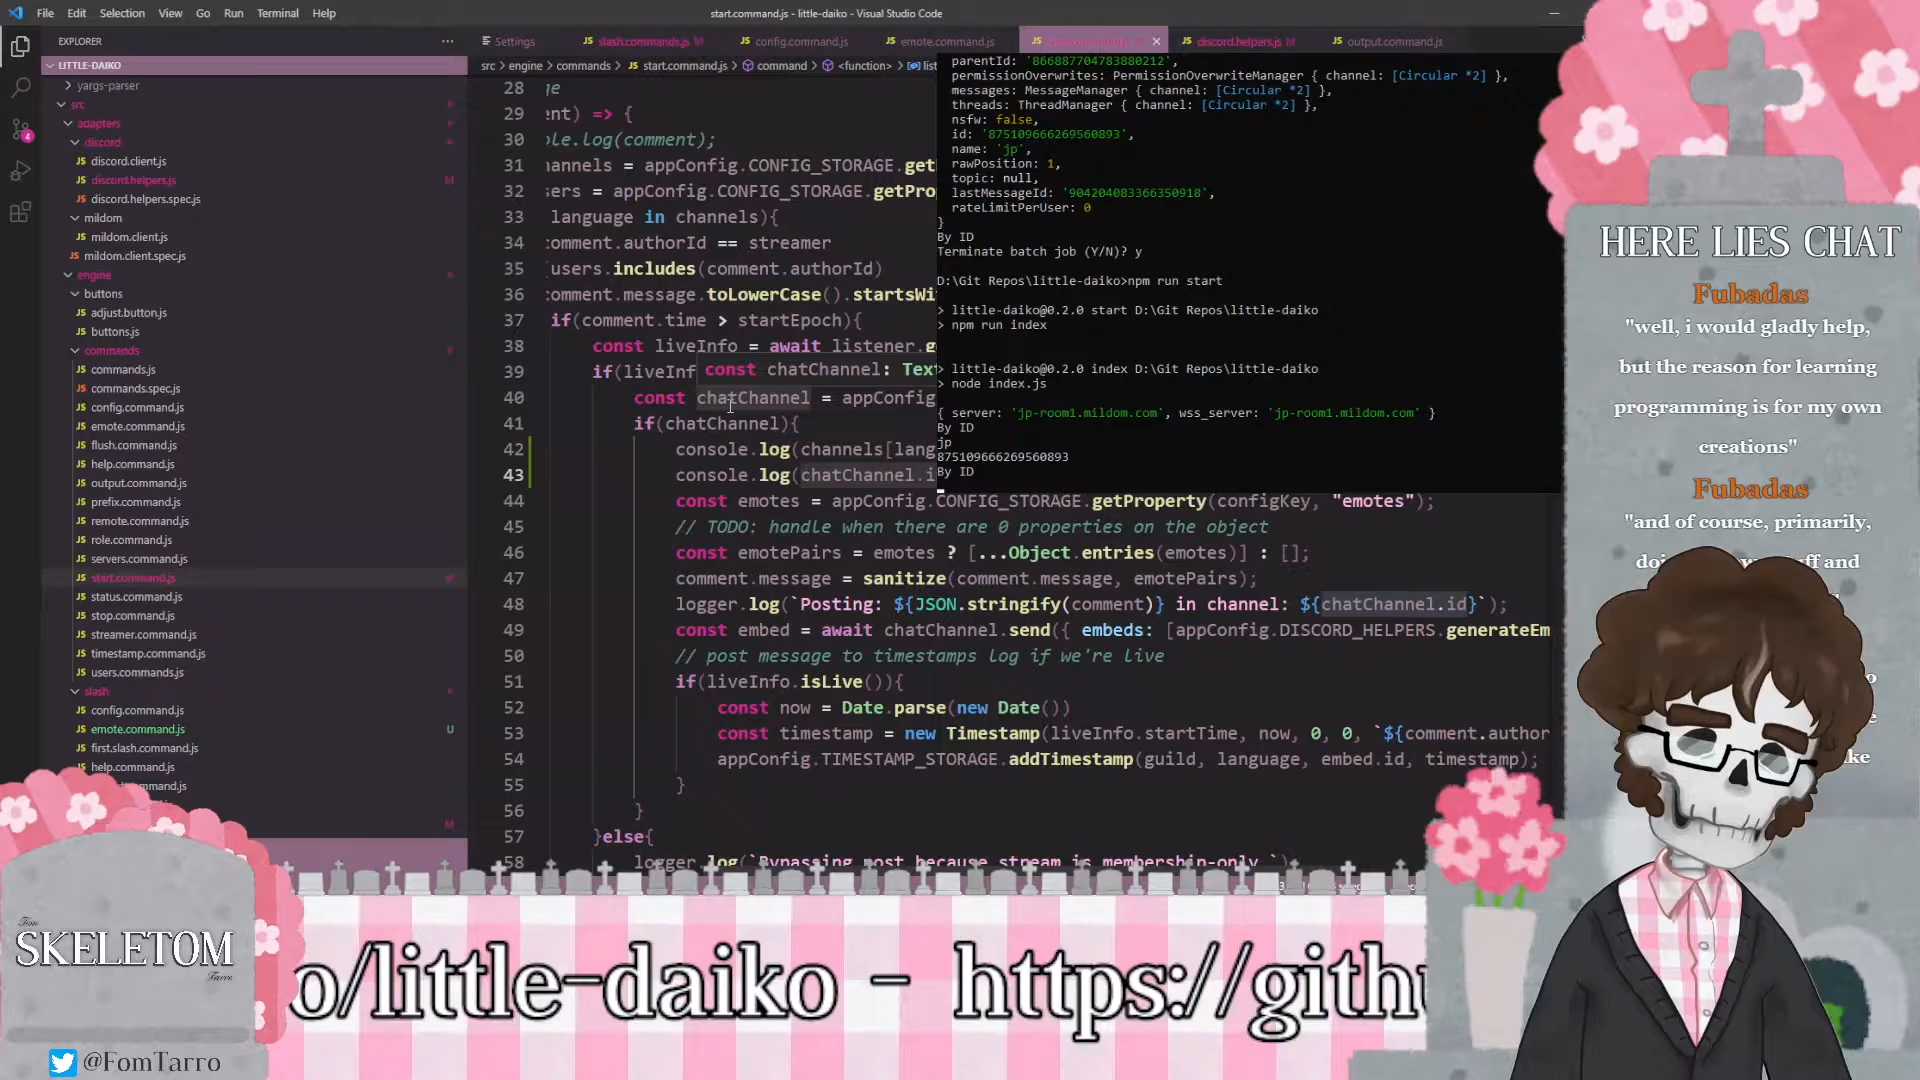 File Edit Selection View Go Run Terminal Help
start.command.js - little-daiko - Visual Studio Code
EXPLORER
LITTLE-DAIKO
yargs-parser
src
adapters
discord
discord.client.js
discord.helpers.js M
discord.helpers.spec.js
mildom
mildom.client.js
mildom.client.spec.js
engine
buttons
adjust.button.js
buttons.js
commands
commands.js
commands.spec.js
config.command.js
emote.command.js
flush.command.js
help.command.js
output.command.js
prefix.command.js
remote.command.js
role.command.js
servers.command.js
start.command.js
status.command.js
stop.command.js
streamer.command.js
timestamp.command.js
users.command.js
slash
config.command.js
emote.command.js U
first.slash.command.js
help.command.js
mmand.js
M
Settings
slash.commands.js M
config.command.js
emote.command.js
discord.helpers.js M
output.command.js
src > engine > commands > JS start.command.js > command > <function> > list
28
29 ent) => {
30 ole.log(comment);
31 hannels = appConfig.CONFIG_STORAGE.get
32 sers = appConfig.CONFIG_STORAGE.getPro
33 language in channels){
34 comment.authorId == streamer
35 users.includes(comment.authorId)
36 comment.message.toLowerCase().startsWi
37 if(comment.time > startEpoch){
38 const liveInfo = await listener.g
39 if(liveInf
const chatChannel: Text
40 const chatChannel = appConfig
41 if(chatChannel){
42 console.log(channels[lang
43 console.log(chatChannel.i
44 const emotes = appConfig.CONFIG_STORAGE.getProperty(configKey, "emotes");
45 // TODO: handle when there are 0 properties on the object
46 const emotePairs = emotes ? [...Object.entries(emotes)] : [];
47 comment.message = sanitize(comment.message, emotePairs);
48 logger.log(`Posting: ${JSON.stringify(comment)} in channel: ${chatChannel.id}`);
49 const embed = await chatChannel.send({ embeds: [appConfig.DISCORD_HELPERS.generateEm
50 // post message to timestamps log if we're live
51 if(liveInfo.isLive()){
52 const now = Date.parse(new Date())
53 const timestamp = new Timestamp(liveInfo.startTime, now, 0, 0, `${comment.author
54 appConfig.TIMESTAMP_STORAGE.addTimestamp(guild, language, embed.id, timestamp);
55 }
56 }
57 }else{
58 logger.log(`Bypassing post because stream is membership-only.`)
parentId: '866887704783880212',
permissionOverwrites: PermissionOverwriteManager { channel: [Circular *2] },
messages: MessageManager { channel: [Circular *2] },
threads: ThreadManager { channel: [Circular *2] },
nsfw: false,
id: '875109666269560893',
name: 'jp',
rawPosition: 1,
topic: null,
lastMessageId: '904204083366350918',
rateLimitPerUser: 0
}
By ID
Terminate batch job (Y/N)? y
D:\Git Repos\little-daiko>npm run start
> little-daiko@0.2.0 start D:\Git Repos\little-daiko
> npm run index
> little-daiko@0.2.0 index D:\Git Repos\little-daiko
> node index.js
{ server: 'jp-room1.mildom.com', wss_server: 'jp-room1.mildom.com' }
By ID
jp
875109666269560893
By ID
HERE LIES CHAT
Fubadas
"well, i would gladly help,
but the reason for learning
programming is for my own
creations"
Fubadas
"and of course, primarily,
SKELETOM
Tarro
@FomTarro
o/little-daiko - https://gith